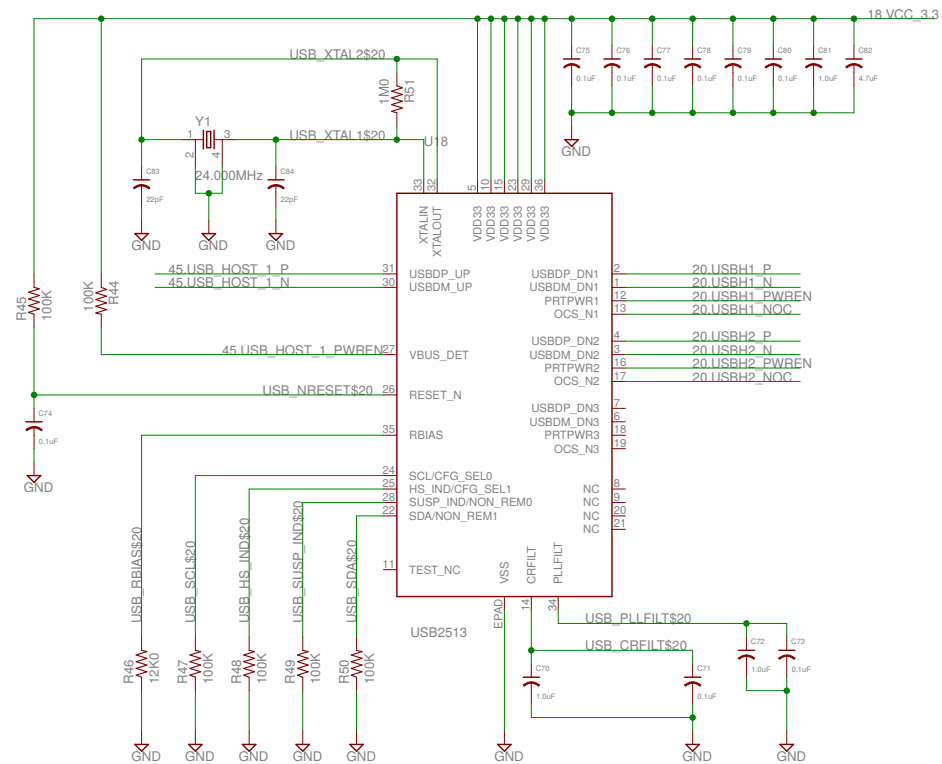 18.VCC_3.3
USB_XTAL2$20
C75
C76
C77
C78
C79
C80
C81
C82
0.1uF
0.1uF
0.1uF
0.1uF
0.1uF
0.1uF
1.0uF
4.7uF
1M0
R51
GND
Y1
1
3
2
4
USB_XTAL1$20
U18
24.000MHz
C83
22pF
C84
22pF
GND
GND
GND
33
32
5
10
15
23
29
36
XTALIN
XTALOUT
VDD33
VDD33
VDD33
VDD33
VDD33
VDD33
45.USB_HOST_1_P
31
USBDP_UP
45.USB_HOST_1_N
30
USBDM_UP
USBDP_DN1
2
20.USBH1_P
USBDM_DN1
1
20.USBH1_N
PRTPWR1
12
20.USBH1_PWREN
OCS_N1
13
20.USBH1_NOC
R45
100K
100K
R44
45.USB_HOST_1_PWREN
27
VBUS_DET
USBDP_DN2
4
20.USBH2_P
USBDM_DN2
3
20.USBH2_N
PRTPWR2
16
20.USBH2_PWREN
OCS_N2
17
20.USBH2_NOC
USB_NRESET$20
26
RESET_N
USBDP_DN3
7
USBDM_DN3
6
PRTPWR3
18
OCS_N3
19
C74
0.1uF
GND
35
RBIAS
24
SCL/CFG_SEL0
25
HS_IND/CFG_SEL1
28
SUSP_IND/NON_REM0
22
SDA/NON_REM1
NC
8
NC
9
NC
20
NC
21
11
TEST_NC
VSS
CRFILT
PLLFILT
EPAD
14
34
USB2513
USB_RBIAS$20
USB_SCL$20
USB_HS_IND$20
USB_SUSP_IND$20
USB_SDA$20
USB_PLLFILT$20
USB_CRFILT$20
C72
1.0uF
C73
0.1uF
R46
12K0
R47
100K
R48
100K
R49
100K
R50
100K
C70
1.0uF
C71
0.1uF
GND
GND
GND
GND
GND
GND
GND
GND